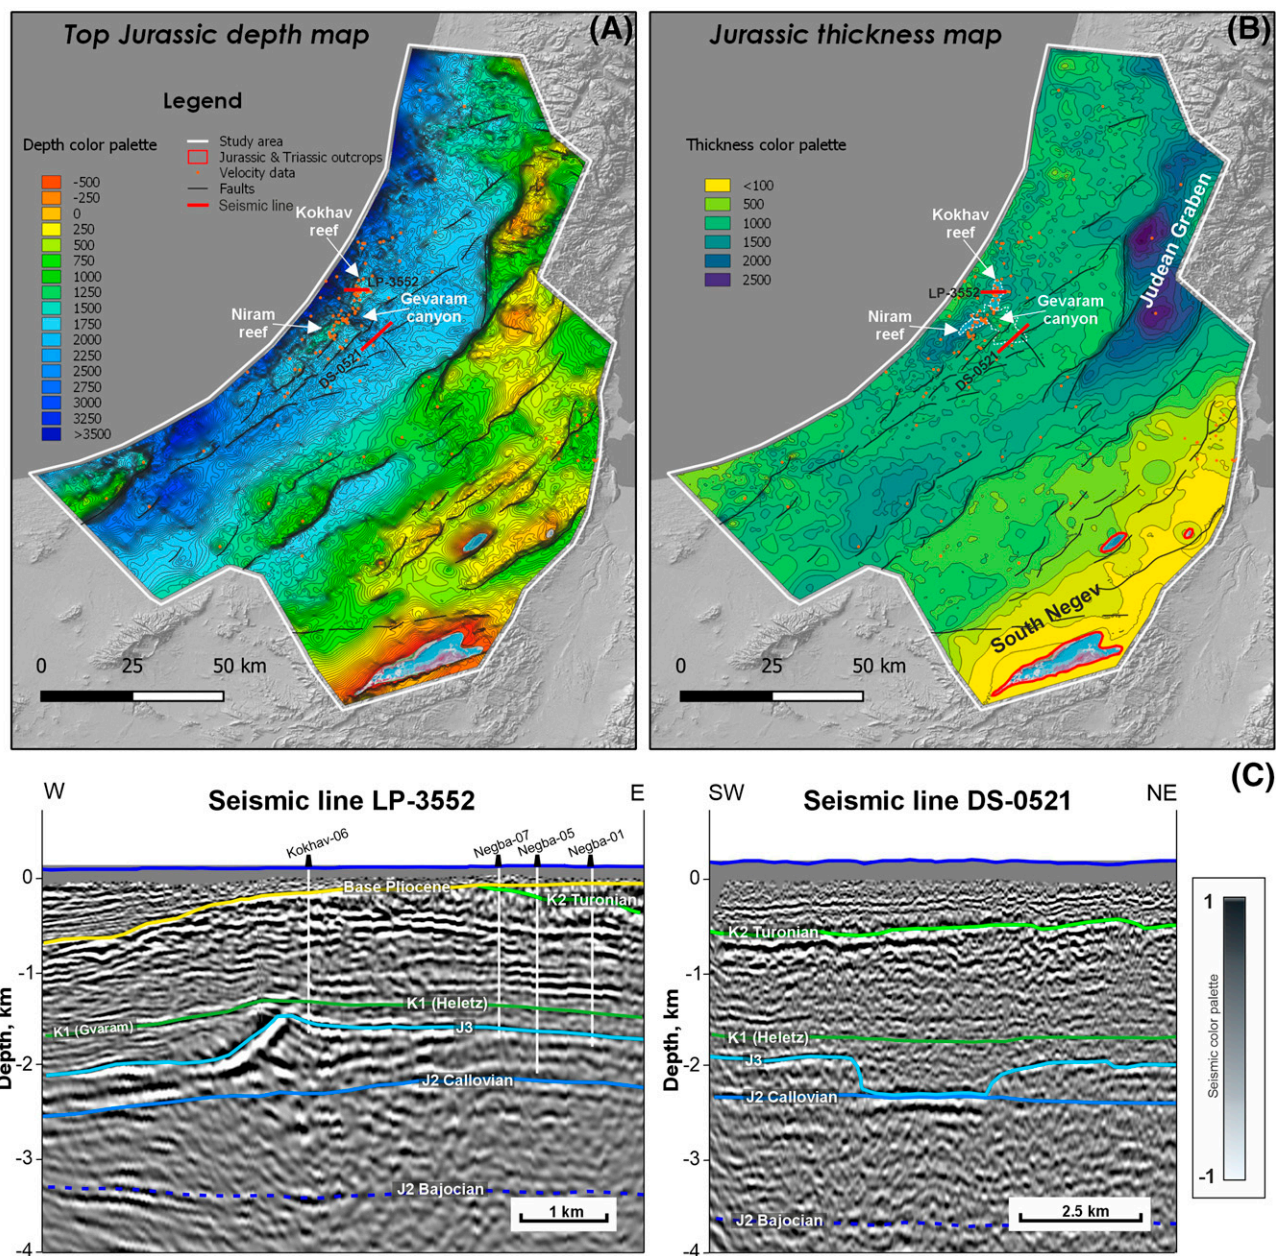 Top Jurassic depth map
(A)
Legend
Depth color palette
-500
-250
0
250
500
750
1000
1250
1500
1750
2000
2250
2500
2750
3000
3250
>3500
Study area
Jurassic & Triassic outcrops
Velocity data
Faults
Seismic line
Kokhav
reef
LP-3552
Gevaram
canyon
Niram
reef
DS-0521
0
25
50 km
Jurassic thickness map
(B)
Thickness color palette
<100
500
1000
1500
2000
2500
Kokhav
reef
LP-3552
Gevaram
canyon
Niram
reef
DS-0521
Judean Graben
South Negev
0
25
50 km
(C)
W
Seismic line LP-3552
E
Kokhav-06
Negba-07
Negba-05
Negba-01
0
-1
-2
-3
-4
Depth, km
Base Pliocene
K2 Turonian
K1 (Heletz)
K1 (Gvaram)
J3
J2 Callovian
J2 Bajocian
1 km
SW
Seismic line DS-0521
NE
0
-1
-2
-3
-4
Depth, km
K2 Turonian
K1 (Heletz)
J3
J2 Callovian
J2 Bajocian
2.5 km
1
Seismic color palette
-1